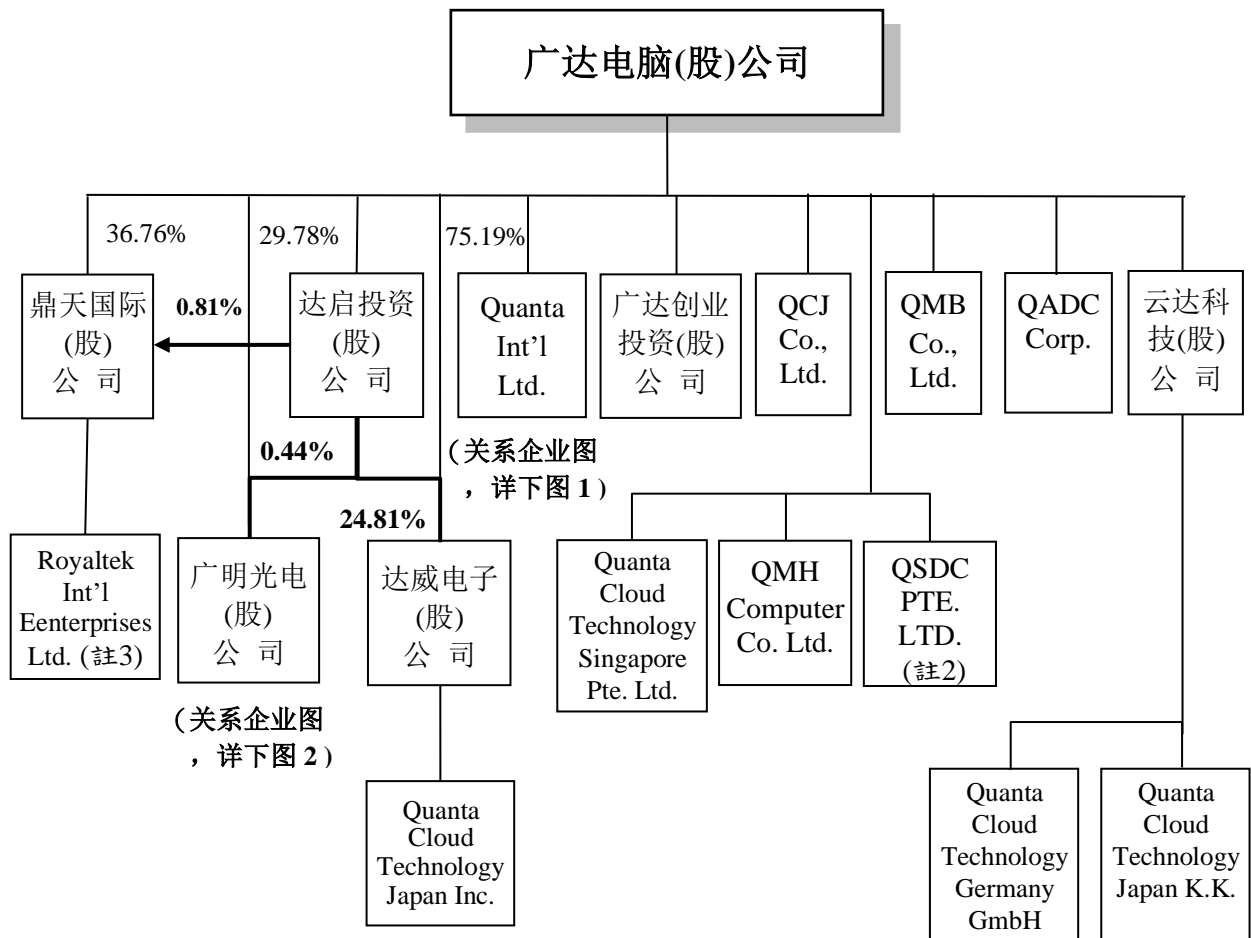 广达电脑(股)公司
36.76%
29.78%
75.19%
鼎天国际
(股)
公 司
0.81%
达启投资
(股)
公 司
Quanta
Int’l
Ltd.
广达创业
投资(股)
公 司
QCJ
Co.,
Ltd.
QMB
Co.,
Ltd.
QADC
Corp.
云达科
技(股)
公 司
0.44%
（关系企业图
，详下图 1 )
24.81%
Royaltek
Int’l
Eenterprises
Ltd. (註3)
广明光电
(股)
公 司
达威电子
(股)
公 司
Quanta
Cloud
Technology
Singapore
Pte. Ltd.
QMH
Computer
Co. Ltd.
QSDC
PTE.
LTD.
(註2)
（关系企业图
，详下图 2 )
Quanta
Cloud
Technology
Japan Inc.
Quanta
Cloud
Technology
Germany
GmbH
Quanta
Cloud
Technology
Japan K.K.